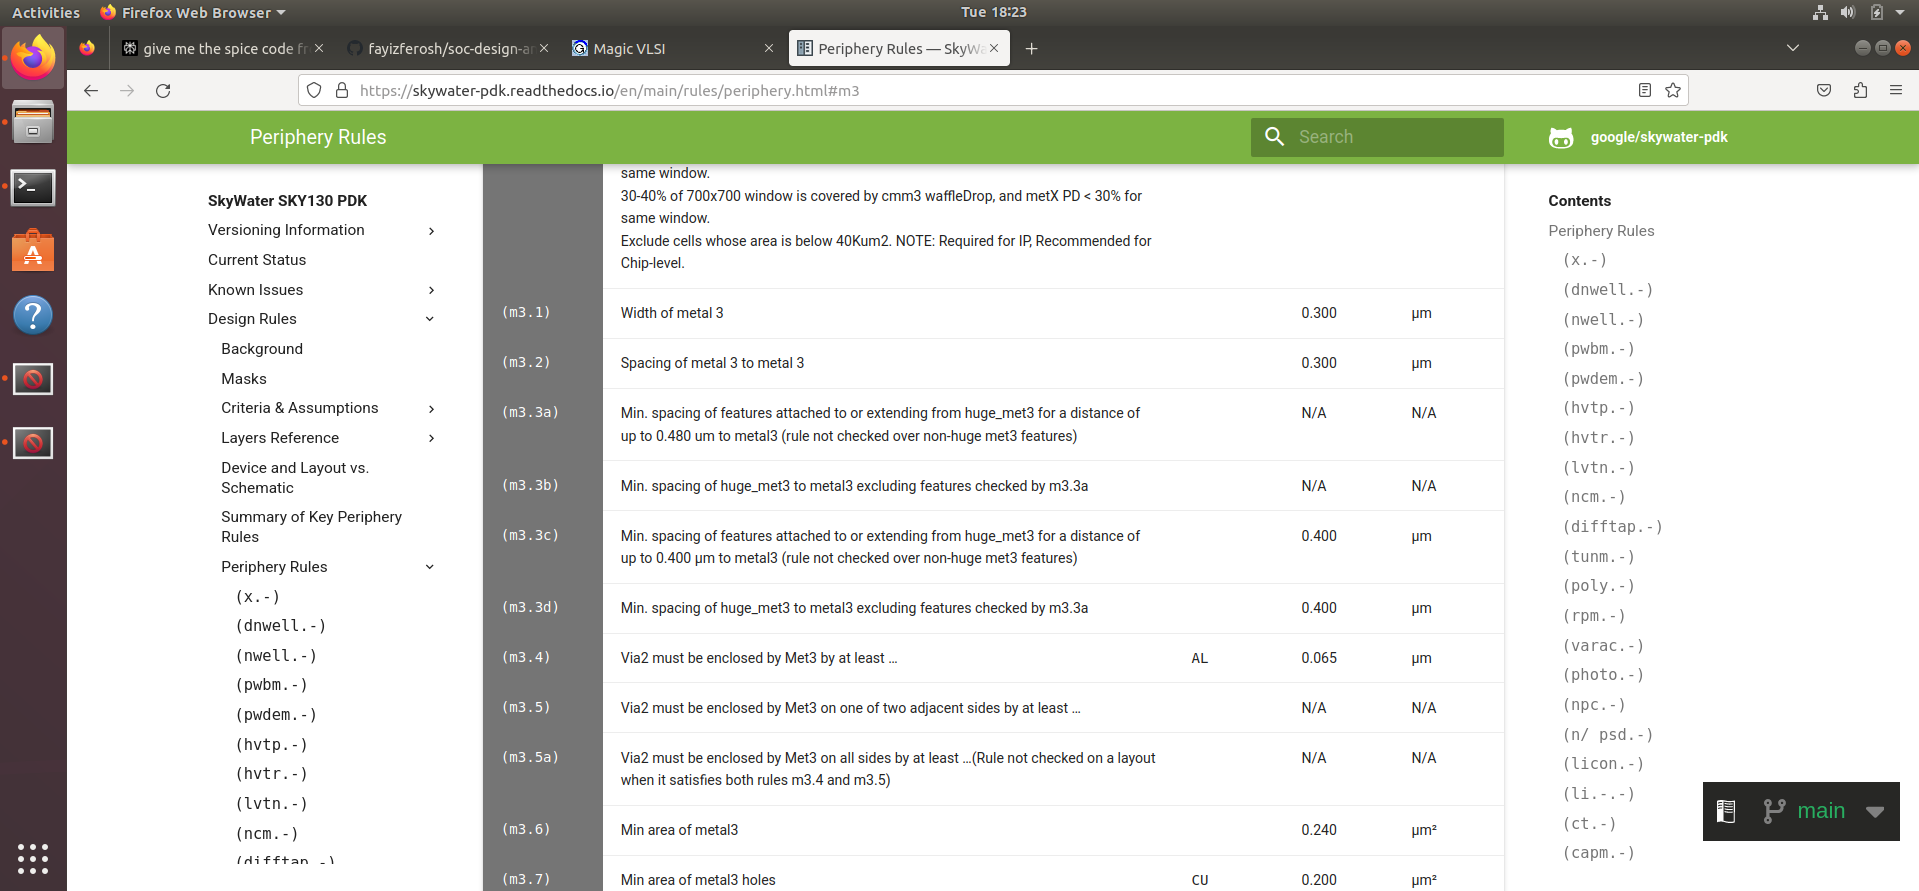 Activities
Firefox Web Browser
Tue 18:23
give me the spice code fr
fayizferosh/soc-design-an
Magic VLSI
Periphery Rules — SkyWa
https://skywater-pdk.readthedocs.io/en/main/rules/periphery.html#m3
Periphery Rules
Search
google/skywater-pdk
SkyWater SKY130 PDK
Versioning Information
Current Status
Known Issues
Design Rules
Background
Masks
Criteria & Assumptions
Layers Reference
Device and Layout vs.
Schematic
Summary of Key Periphery
Rules
Periphery Rules
(x.-)
(dnwell.-)
(nwell.-)
(pwbm.-)
(pwdem.-)
(hvtp.-)
(hvtr.-)
(lvtn.-)
(ncm.-)
(difftap.-)
same window.
30-40% of 700x700 window is covered by cmm3 waffleDrop, and metX PD < 30% for
same window.
Exclude cells whose area is below 40Kum2. NOTE: Required for IP, Recommended for
Chip-level.
(m3.1) Width of metal 3 0.300 µm
(m3.2) Spacing of metal 3 to metal 3 0.300 µm
(m3.3a) Min. spacing of features attached to or extending from huge_met3 for a distance of N/A N/A
up to 0.480 um to metal3 (rule not checked over non-huge met3 features)
(m3.3b) Min. spacing of huge_met3 to metal3 excluding features checked by m3.3a N/A N/A
(m3.3c) Min. spacing of features attached to or extending from huge_met3 for a distance of 0.400 µm
up to 0.400 µm to metal3 (rule not checked over non-huge met3 features)
(m3.3d) Min. spacing of huge_met3 to metal3 excluding features checked by m3.3a 0.400 µm
(m3.4) Via2 must be enclosed by Met3 by at least … AL 0.065 µm
(m3.5) Via2 must be enclosed by Met3 on one of two adjacent sides by at least … N/A N/A
(m3.5a) Via2 must be enclosed by Met3 on all sides by at least …(Rule not checked on a layout N/A N/A
when it satisfies both rules m3.4 and m3.5)
(m3.6) Min area of metal3 0.240 µm²
(m3.7) Min area of metal3 holes CU 0.200 µm²
Contents
Periphery Rules
(x.-)
(dnwell.-)
(nwell.-)
(pwbm.-)
(pwdem.-)
(hvtp.-)
(hvtr.-)
(lvtn.-)
(ncm.-)
(difftap.-)
(tunm.-)
(poly.-)
(rpm.-)
(varac.-)
(photo.-)
(npc.-)
(n/ psd.-)
(licon.-)
(li.-.-)
(ct.-)
(capm.-)
main